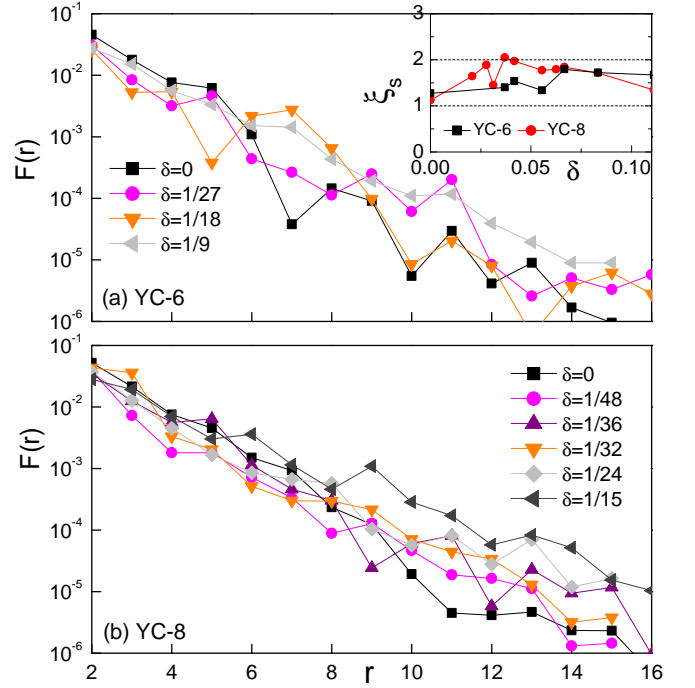 10^-1
10^-2
10^-3
10^-4
10^-5
10^-6
F(r)
δ=0
δ=1/27
δ=1/18
δ=1/9
(a) YC-6
3
2
1
0
ξ_s
YC-6
YC-8
0.00
0.05
0.10
δ
10^-1
10^-2
10^-3
10^-4
10^-5
10^-6
F(r)
δ=0
δ=1/48
δ=1/36
δ=1/32
δ=1/24
δ=1/15
(b) YC-8
2
4
6
8
10
12
14
16
r